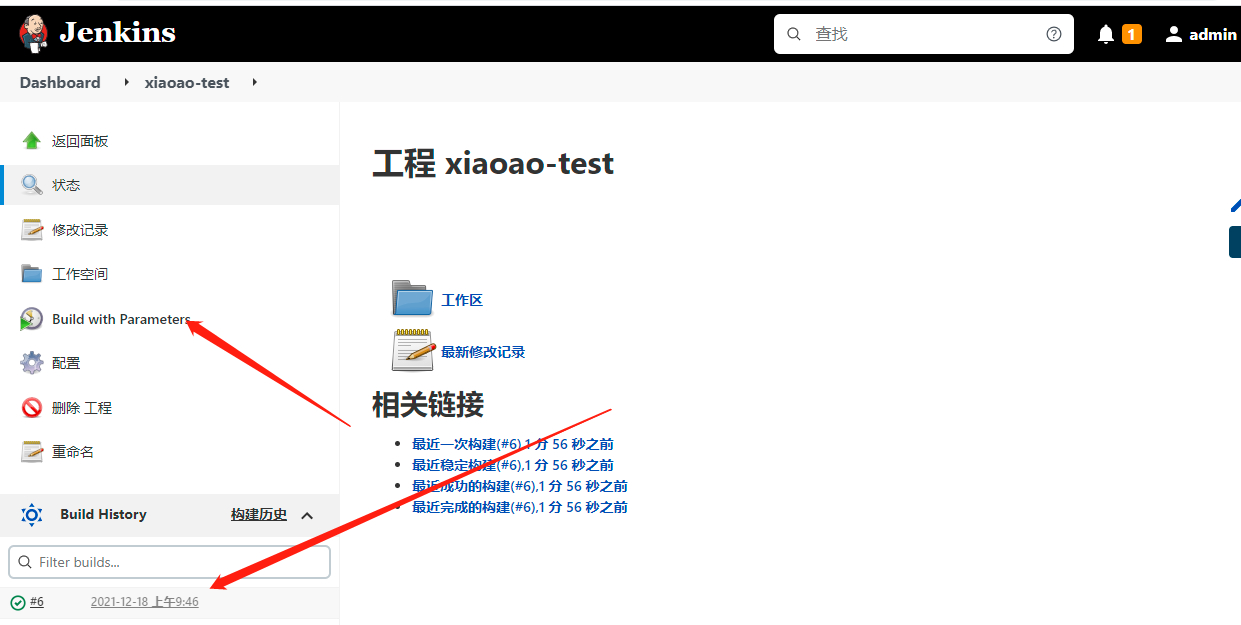 Jenkins
查找
1
admin
Dashboard
xiaoao-test
返回面板
状态
修改记录
工作空间
Build with Parameters
配置
删除 工程
重命名
Build History
构建历史
Filter builds...
#6
2021-12-18 上午9:46
工程 xiaoao-test
工作区
最新修改记录
相关链接
最近一次构建(#6),1 分 56 秒之前
最近稳定构建(#6),1 分 56 秒之前
最近成功的构建(#6),1 分 56 秒之前
最近完成的构建(#6),1 分 56 秒之前